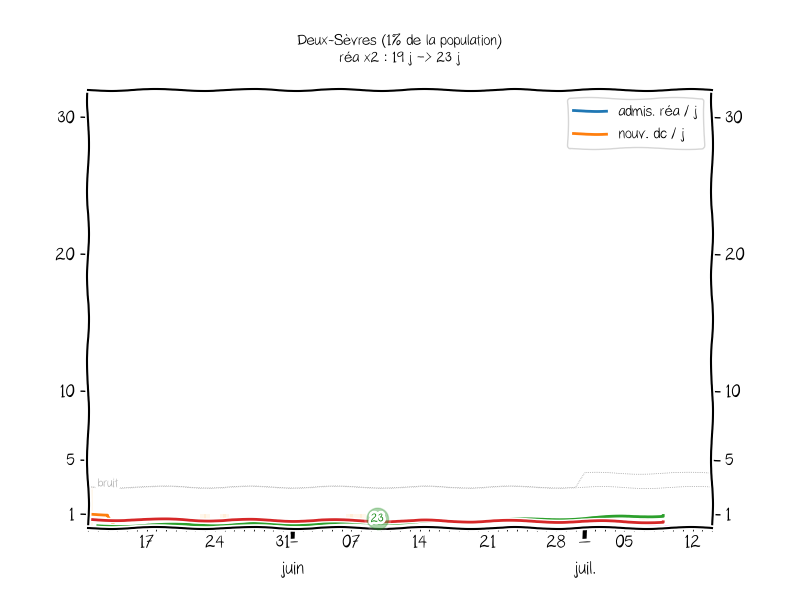 Deux-Sèvres (1% de la population)
réa x2 : 19 j -> 23 j
admis. réa / j
nouv. dc / j
30
30
20
20
10
10
5
5
bruit
1
1
23
17 24 31 07 14 21 28 05 12
juin juil.